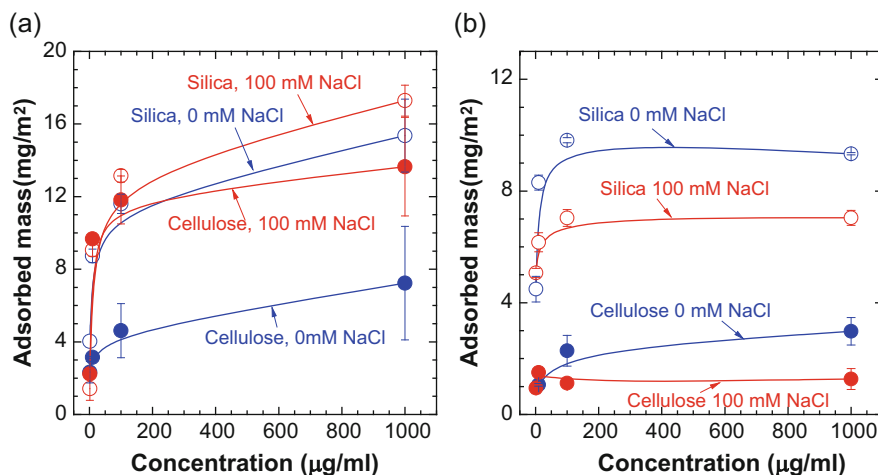 (a)
20
16
12
8
4
0
Adsorbed mass(mg/m²)
Silica, 100 mM NaCl
Silica, 0 mM NaCl
Cellulose, 100 mM NaCl
Cellulose, 0mM NaCl
0 200 400 600 800 1000
Concentration (μg/ml)
(b)
12
8
4
0
Adsorbed mass (mg/m²)
Silica 0 mM NaCl
Silica 100 mM NaCl
Cellulose 0 mM NaCl
Cellulose 100 mM NaCl
0 200 400 600 800 1000
Concentration (μg/ml)